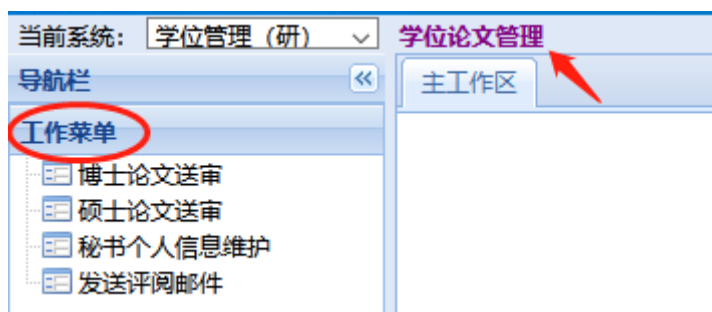 当前系统： 学位管理（研） 学位论文管理
导航栏 主工作区
工作菜单
博士论文送审
硕士论文送审
秘书个人信息维护
发送评阅邮件